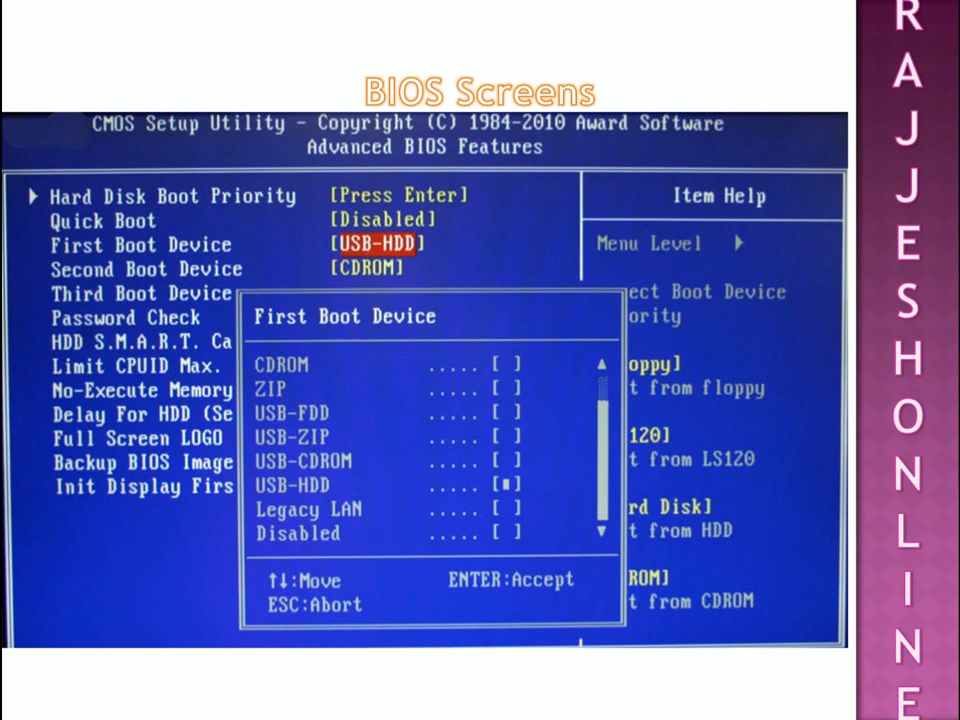 BIOS Screens
CMOS Setup Utility - Copyright (C) 1984-2010 Award Software
Advanced BIOS Features
Hard Disk Boot Priority [Press Enter]
Quick Boot [Disabled]
First Boot Device [USB-HDD]
Second Boot Device [CDROM]
Third Boot Device
Password Check
HDD S.M.A.R.T. Ca
Limit CPUID Max.
No-Execute Memory
Delay For HDD (Se
Full Screen LOGO
Backup BIOS Image
Init Display Firs
First Boot Device
CDROM ..... [ ]
ZIP ..... [ ]
USB-FDD ..... [ ]
USB-ZIP ..... [ ]
USB-CDROM ..... [ ]
USB-HDD ..... [■]
Legacy LAN ..... [ ]
Disabled ..... [ ]
↑↓:Move ENTER:Accept
ESC:Abort
Item Help
Menu Level ▶
ect Boot Device
ority
oppy]
t from floppy
120]
t from LS120
rd Disk]
t from HDD
ROM]
t from CDROM
RAJJESHONLINE